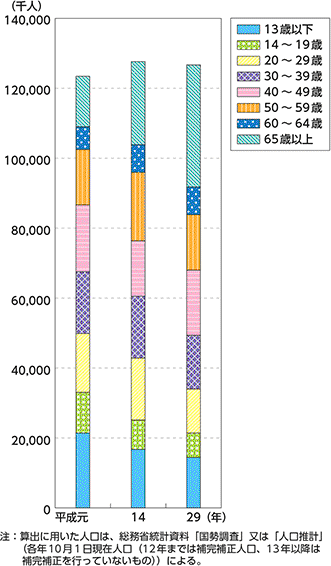 (千人)
140,000
120,000
100,000
80,000
60,000
40,000
20,000
0
平成元 14 29 (年)
13歳以下
14～19歳
20～29歳
30～39歳
40～49歳
50～59歳
60～64歳
65歳以上
注：算出に用いた人口は、総務省統計資料「国勢調査」又は「人口推計」
（各年10月1日現在人口（12年までは補完補正人口、13年以降は
補完補正を行っていないもの））による。